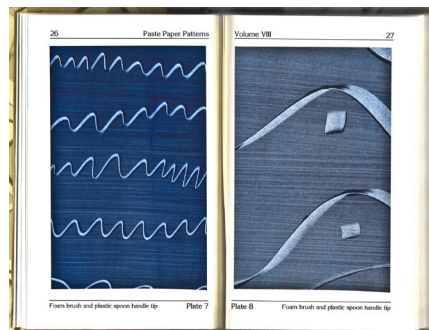 26 Paste Paper Patterns
Foam brush and plastic spoon handle tip Plate 7
Volume VIII 27
Plate 8 Foam brush and plastic spoon handle tip